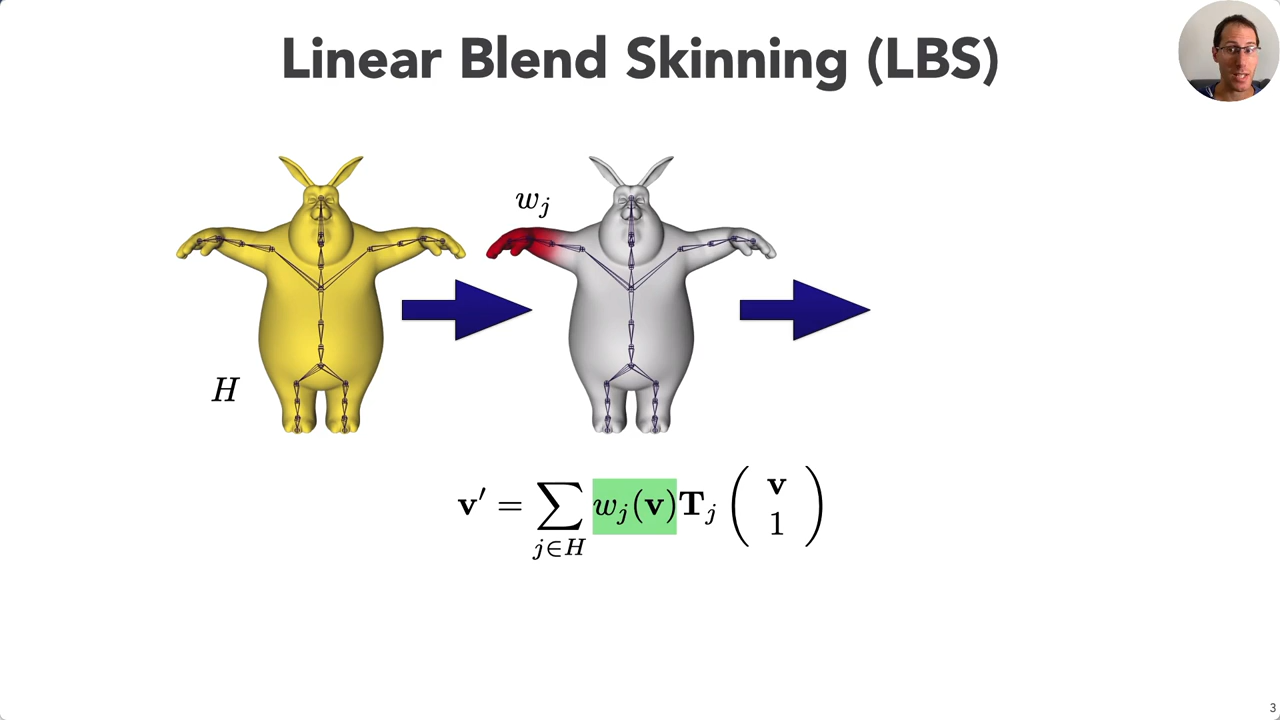 Linear Blend Skinning (LBS)
w_j
H
v′ = ∑_{j∈H} w_j(v)T_j ( v 1 )
3